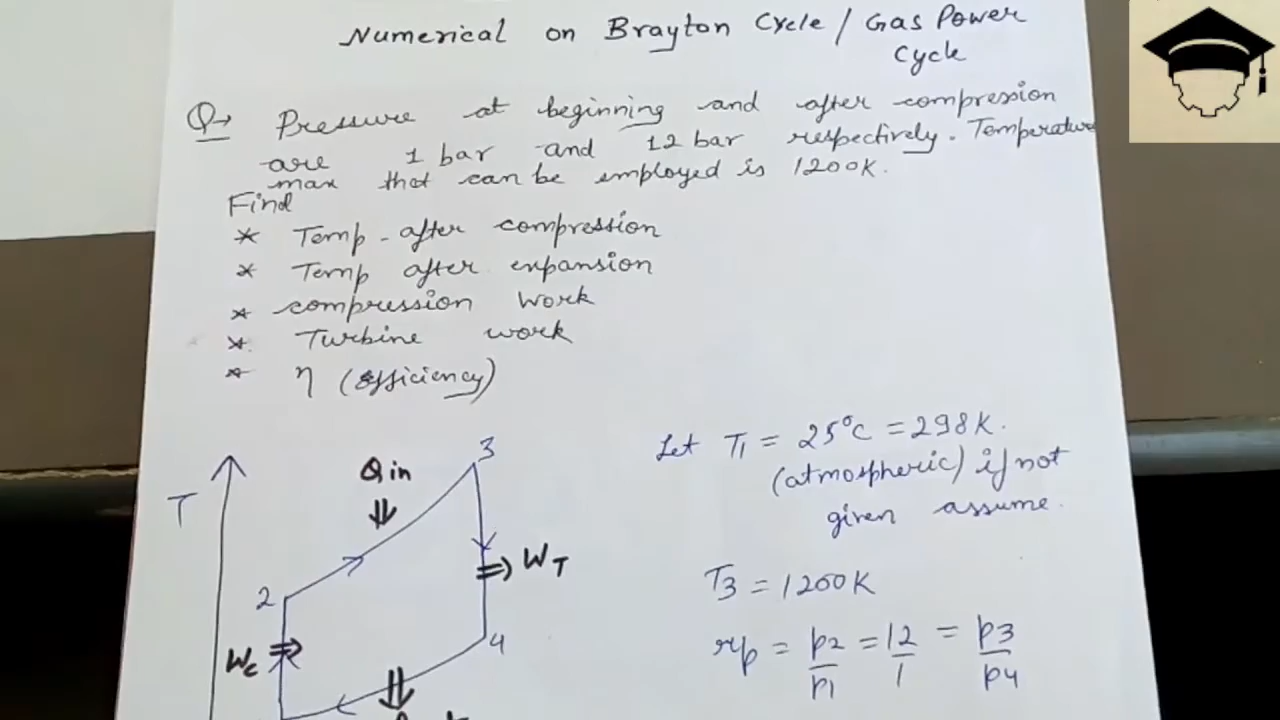 Numerical on Brayton Cycle / Gas Power
Cycle
Q→ Pressure at beginning and after compression
are 1 bar and 12 bar respectively. Temperature
max that can be employed is 1200K.
Find
* Temp. after compression
* Temp after expansion
* compression work
* Turbine work
* η (efficiency)
Let T1 = 25°C = 298K.
(atmospheric) if not
given assume.
T3 = 1200K
rp = p2/p1 = 12/1 = p3/p4
T
Q in
3
2
WT
Wc
4